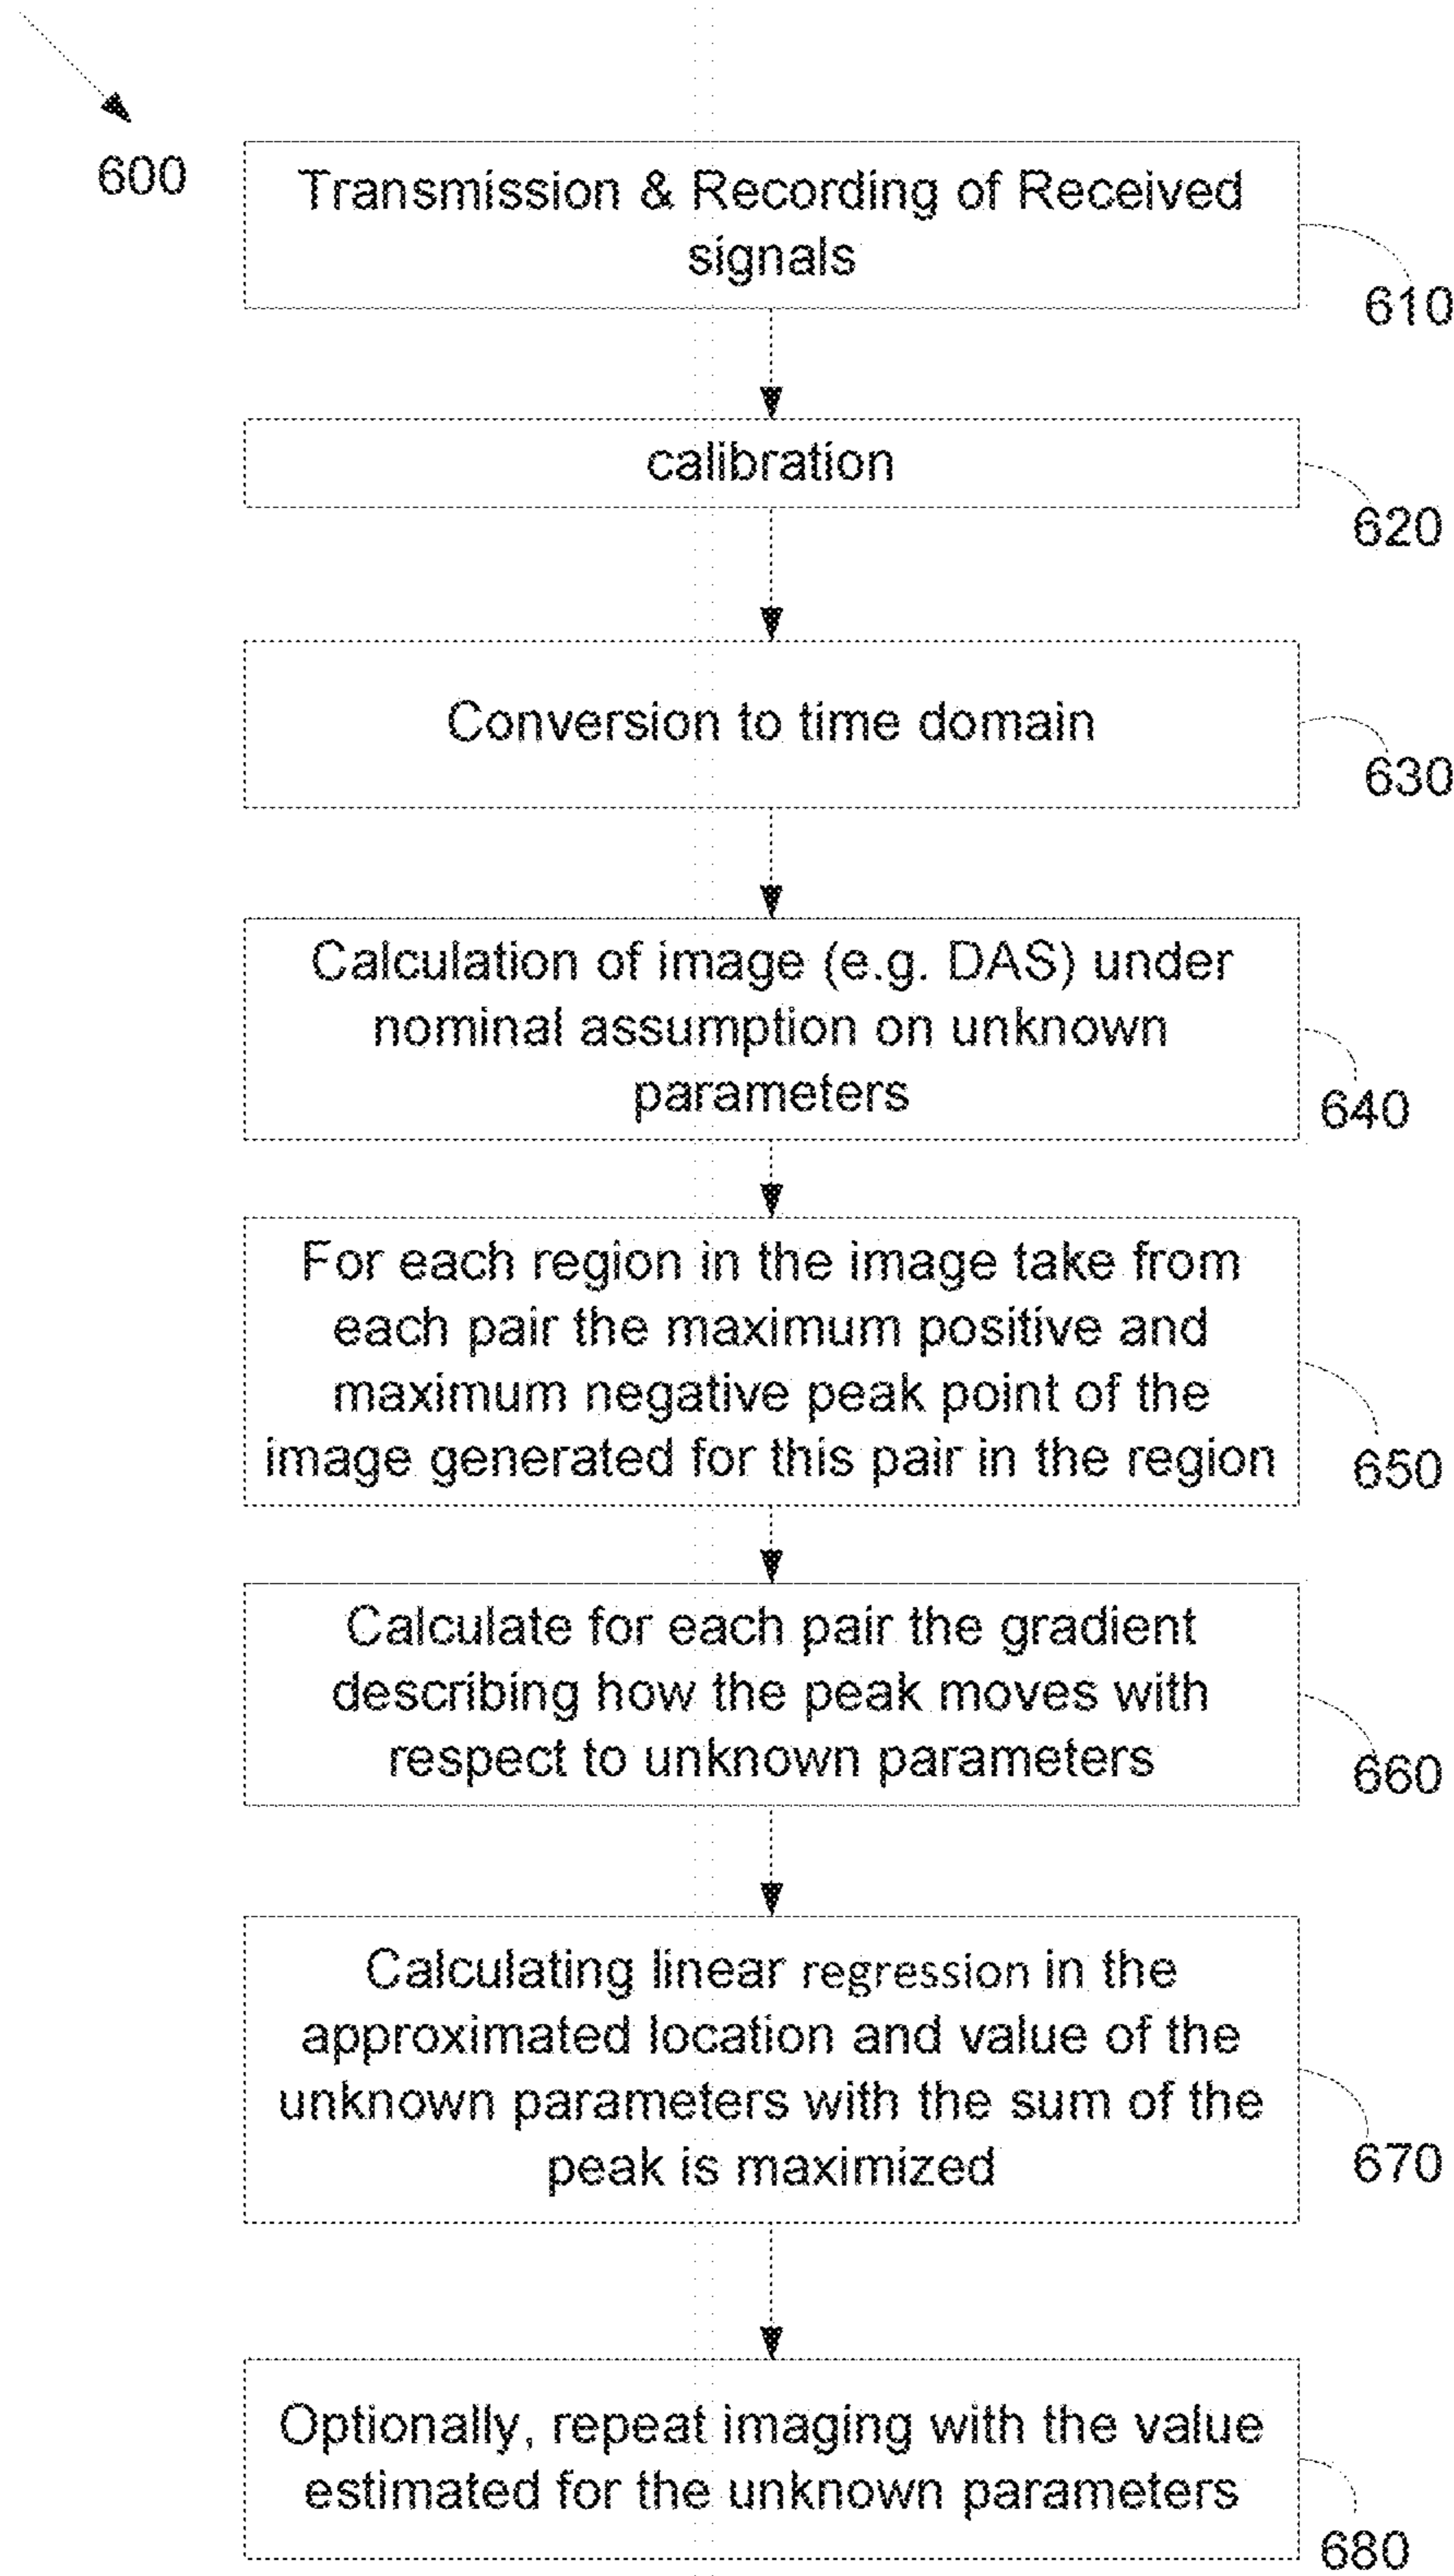 600
Transmission & Recording of Received
signals
610
calibration
620
Conversion to time domain
630
Calculation of image (e.g. DAS) under
nominal assumption on unknown
parameters
640
For each region in the image take from
each pair the maximum positive and
maximum negative peak point of the
image generated for this pair in the region
650
Calculate for each pair the gradient
describing how the peak moves with
respect to unknown parameters
660
Calculating linear regression in the
approximated location and value of the
unknown parameters with the sum of the
peak is maximized
670
Optionally, repeat imaging with the value
estimated for the unknown parameters
680